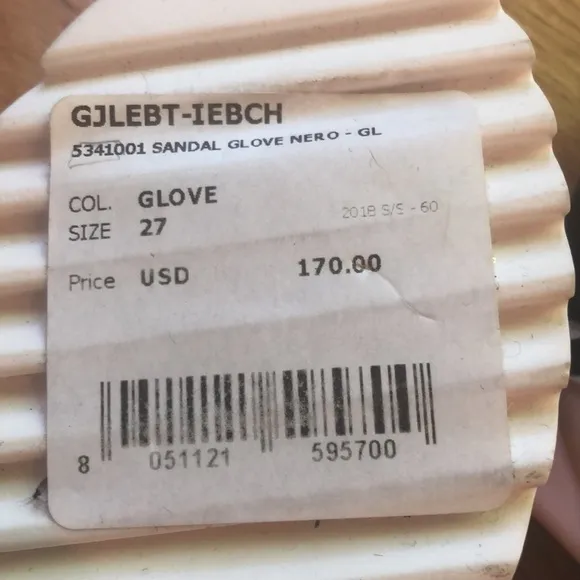 GJLEBT-IEBCH
5341001 SANDAL GLOVE NERO - GL
COL. GLOVE
SIZE 27
2018 S/S - 60
Price USD 170.00
8 051121 595700